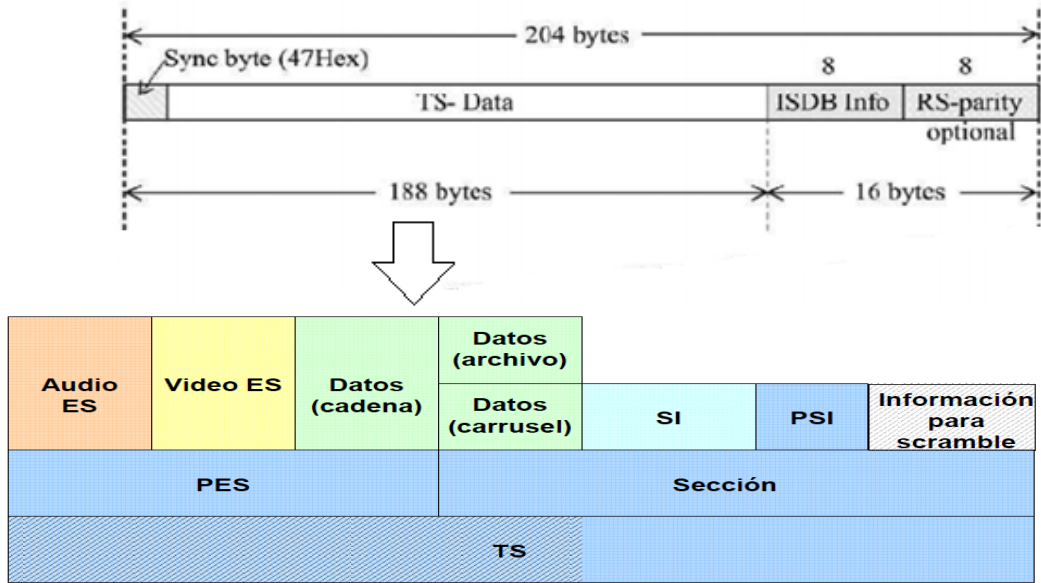 204 bytes
Sync byte (47Hex)
8
8
TS- Data
ISDB Info
RS-parity
optional
188 bytes
16 bytes
Audio
ES
Video ES
Datos
(cadena)
Datos
(archivo)
Datos
(carrusel)
SI
PSI
Información
para
scramble
PES
Sección
TS